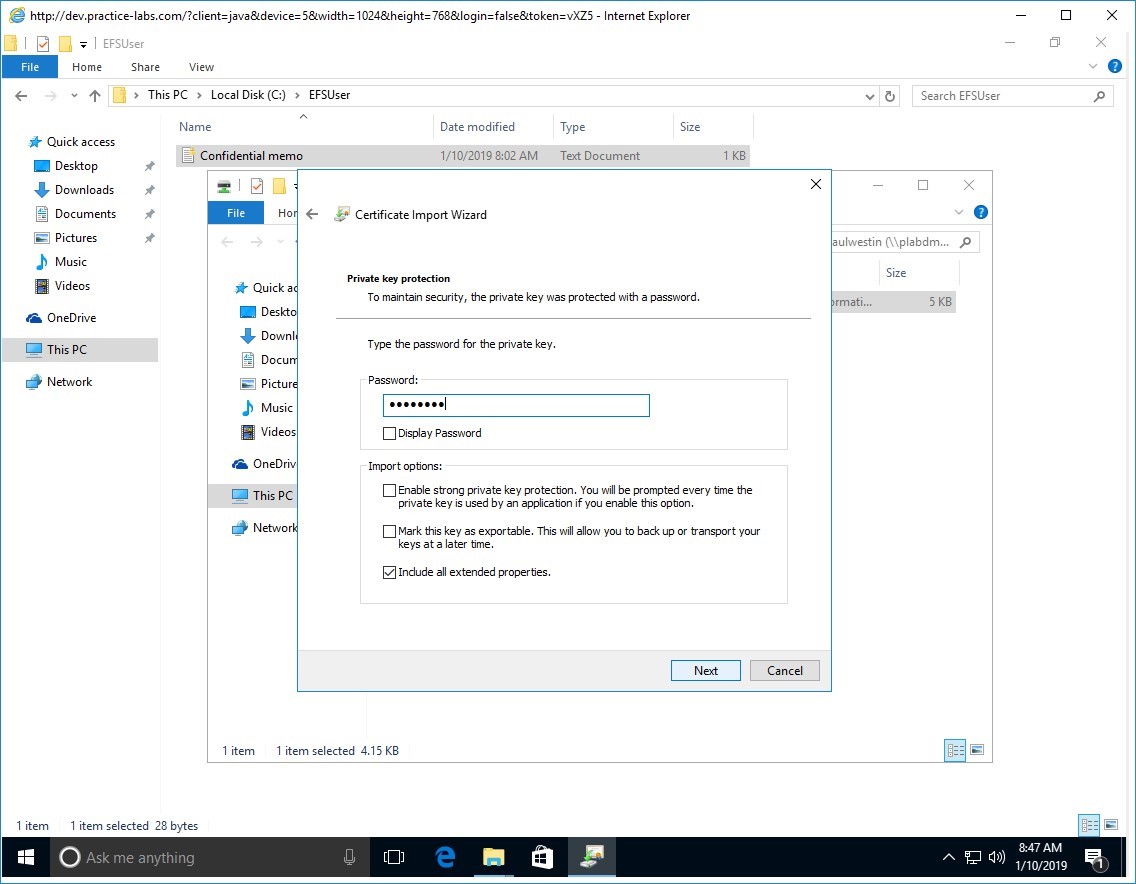 http://dev.practice-labs.com/?client=java&device=5&width=1024&height=768&login=false&token=vXZ5 - Internet Explorer
EFSUser
File Home Share View
This PC > Local Disk (C:) > EFSUser
Search EFSUser
Name Date modified Type Size
Quick access
Confidential memo 1/10/2019 8:02 AM Text Document 1 KB
Desktop
Downloads
Documents
Pictures
Music
Videos
OneDrive
This PC
Network
File Hor
Certificate Import Wizard
aulwestin (\\plabdm...
Size
ormati... 5 KB
Quick ac
Deskto
Downl
Docum
Picture
Music
Videos
OneDriv
This PC
Network
Private key protection
To maintain security, the private key was protected with a password.
Type the password for the private key.
Password:
••••••••
Display Password
Import options:
Enable strong private key protection. You will be prompted every time the
private key is used by an application if you enable this option.
Mark this key as exportable. This will allow you to back up or transport your
keys at a later time.
Include all extended properties.
Next Cancel
1 item 1 item selected 4.15 KB
1 item 1 item selected 28 bytes
Ask me anything
8:47 AM
1/10/2019
1